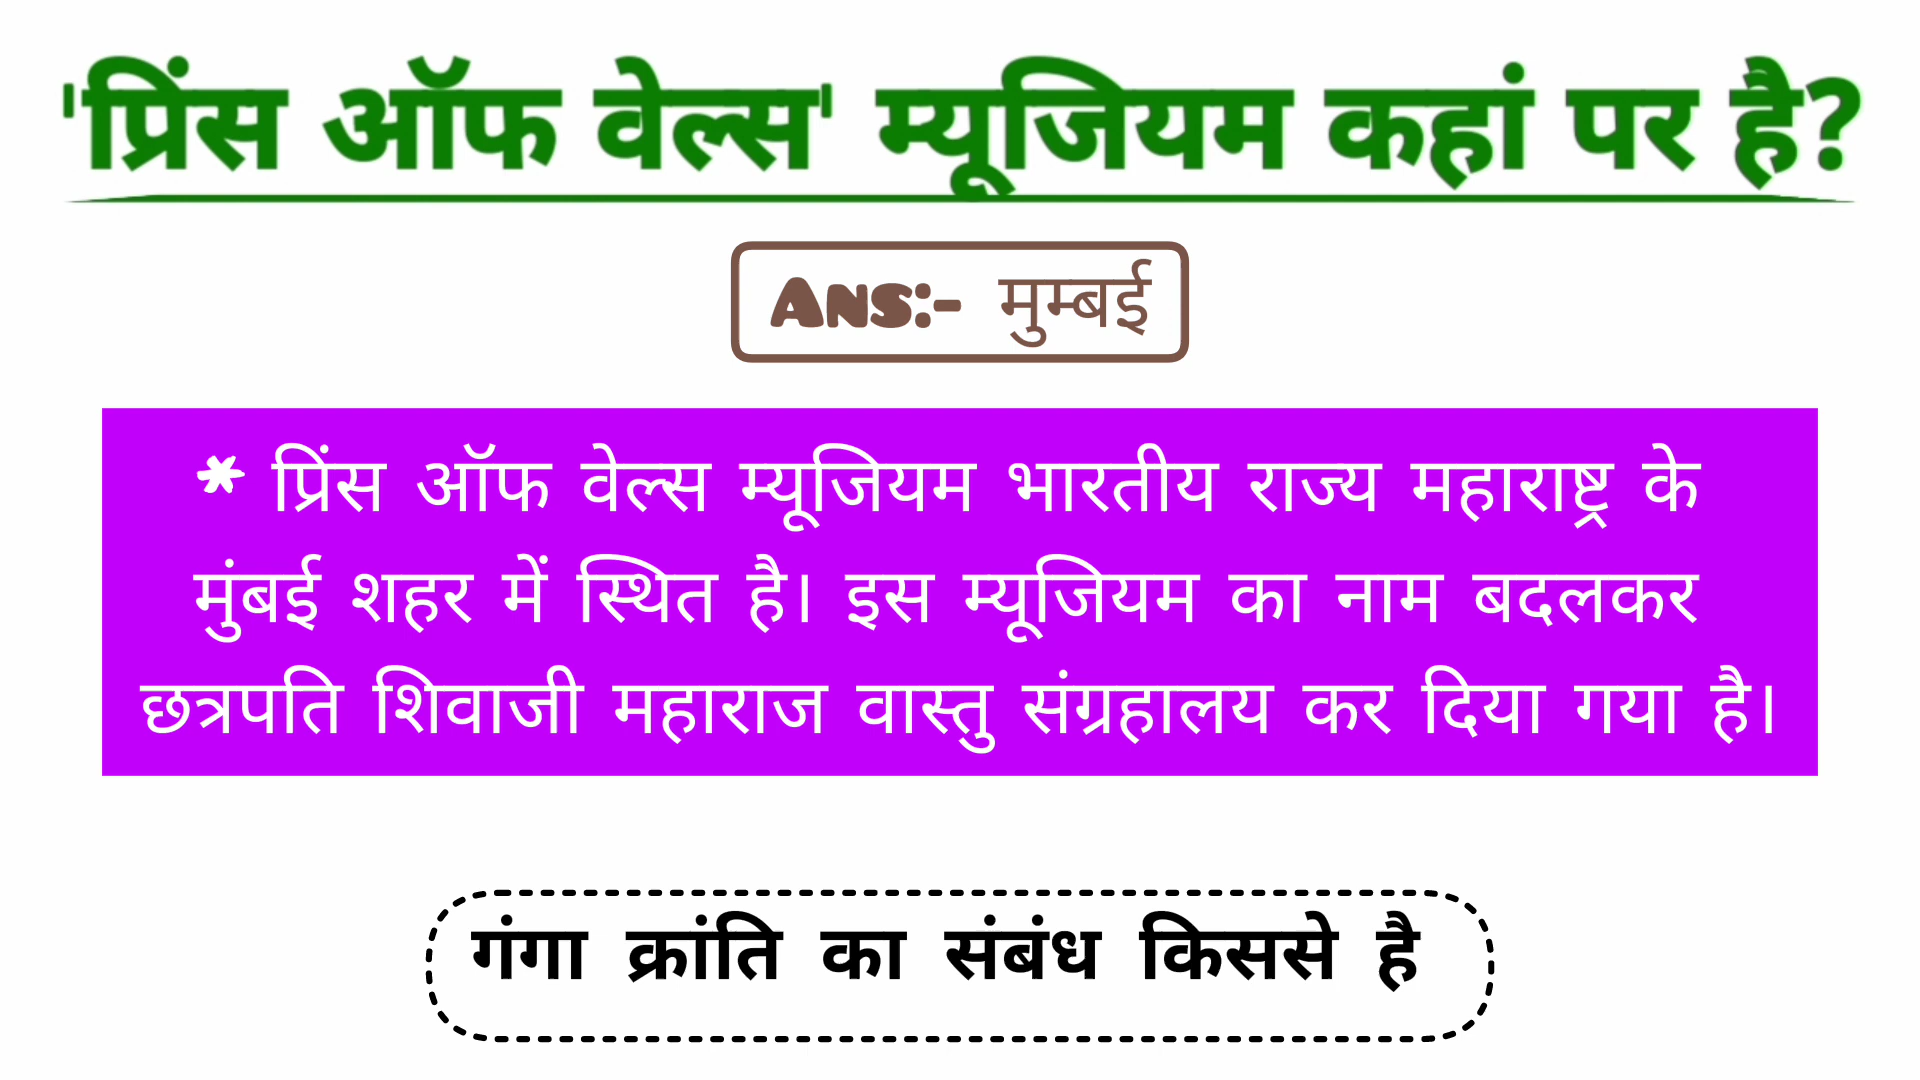 'प्रिंस ऑफ वेल्स' म्यूजियम कहां पर है?
Ans:- मुम्बई
* प्रिंस ऑफ वेल्स म्यूजियम भारतीय राज्य महाराष्ट्र के
मुंबई शहर में स्थित है। इस म्यूजियम का नाम बदलकर
छत्रपति शिवाजी महाराज वास्तु संग्रहालय कर दिया गया है।
गंगा क्रांति का संबंध किससे है